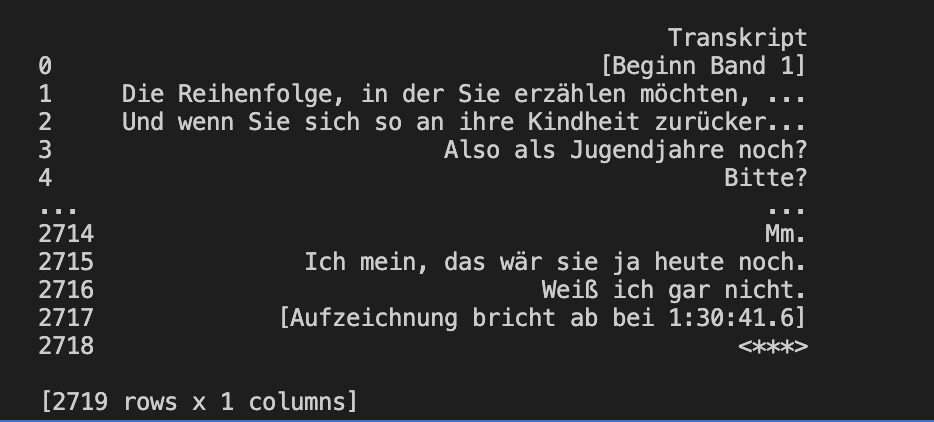 Transkript
0 [Beginn Band 1]
1 Die Reihenfolge, in der Sie erzählen möchten, ...
2 Und wenn Sie sich so an ihre Kindheit zurücker...
3 Also als Jugendjahre noch?
4 Bitte?
... ...
2714 Mm.
2715 Ich mein, das wär sie ja heute noch.
2716 Weiß ich gar nicht.
2717 [Aufzeichnung bricht ab bei 1:30:41.6]
2718 <***>
[2719 rows x 1 columns]